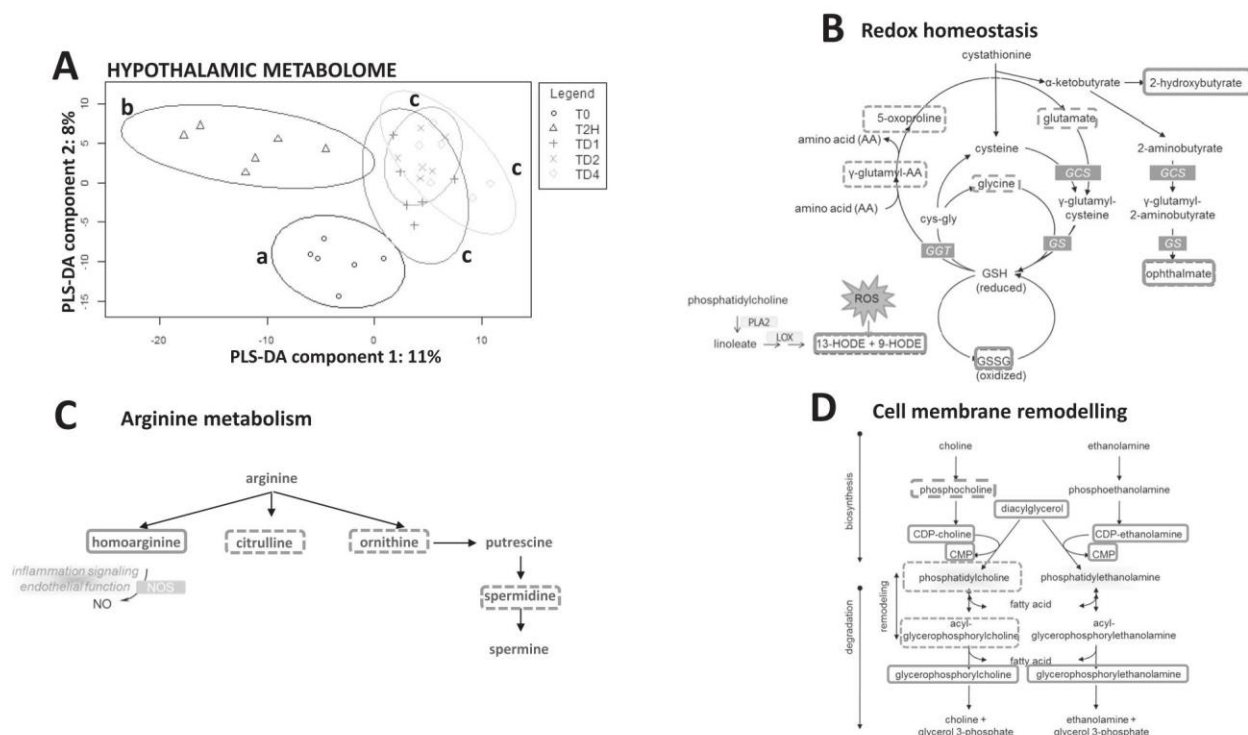 A HYPOTHALAMIC METABOLOME
PLS-DA component 2: 8%
10
5
0
-5
-10
-15
b
a
c
c
c
Legend
T0
T2H
TD1
TD2
TD4
-20
-10
0
10
PLS-DA component 1: 11%
B Redox homeostasis
cystathionine
α-ketobutyrate
2-hydroxybutyrate
5-oxoproline
glutamate
amino acid (AA)
cysteine
2-aminobutyrate
γ-glutamyl-AA
glycine
GCS
GCS
amino acid (AA)
cys-gly
γ-glutamyl-
cysteine
γ-glutamyl-
2-aminobutyrate
GGT
GS
GS
GSH
(reduced)
ophthalmate
phosphatidylcholine
ROS
PLA2
linoleate
LOX
13-HODE + 9-HODE
GSSG
(oxidized)
C Arginine metabolism
arginine
homoarginine
citrulline
ornithine
putrescine
inflammation signaling
endothelial function
NOS
NO
spermidine
spermine
D Cell membrane remodelling
biosynthesis
degradation
remodeling
choline
ethanolamine
phosphocholine
phosphoethanolamine
diacylglycerol
CDP-choline
CDP-ethanolamine
CMP
CMP
phosphatidylcholine
phosphatidylethanolamine
fatty acid
acyl-
glycerophosphorylcholine
acyl-
glycerophosphorylethanolamine
fatty acid
glycerophosphorylcholine
glycerophosphorylethanolamine
choline +
glycerol 3-phosphate
ethanolamine +
glycerol 3-phosphate